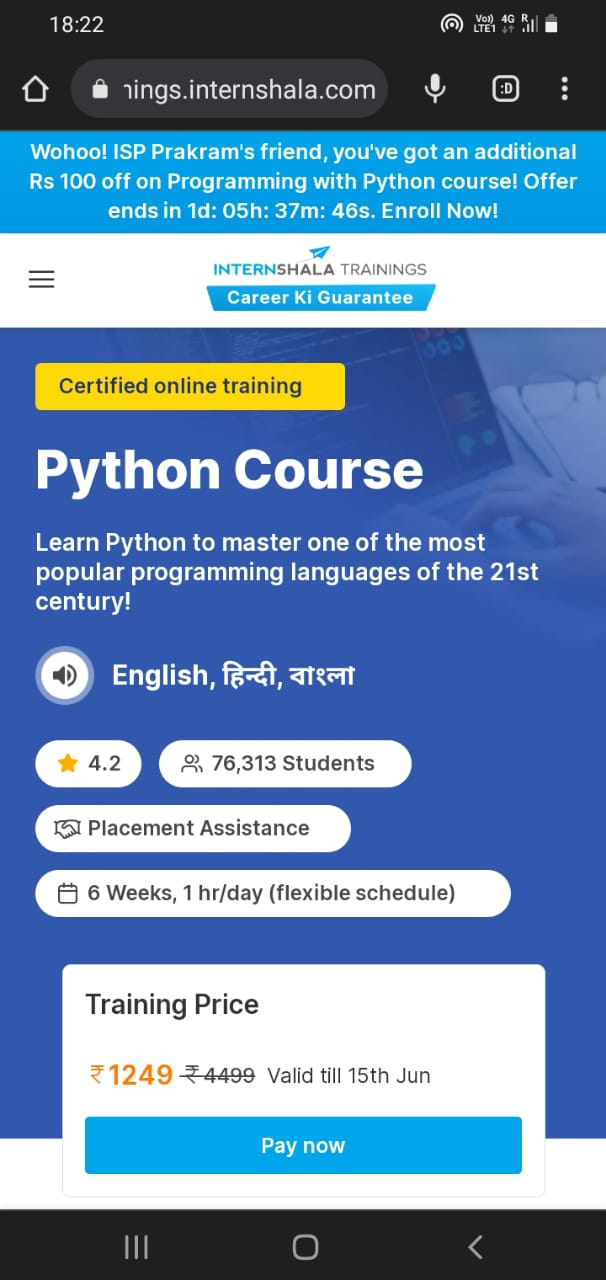 18:22
Vo)) 4G R
LTE1
nings.internshala.com
:D
Wohoo! ISP Prakram's friend, you've got an additional
Rs 100 off on Programming with Python course! Offer
ends in 1d: 05h: 37m: 46s. Enroll Now!
INTERNSHALA TRAININGS
Career Ki Guarantee
Certified online training
Python Course
Learn Python to master one of the most
popular programming languages of the 21st
century!
English, हिन्दी, বাংলা
4.2
76,313 Students
Placement Assistance
6 Weeks, 1 hr/day (flexible schedule)
Training Price
₹1249 ₹4499 Valid till 15th Jun
Pay now